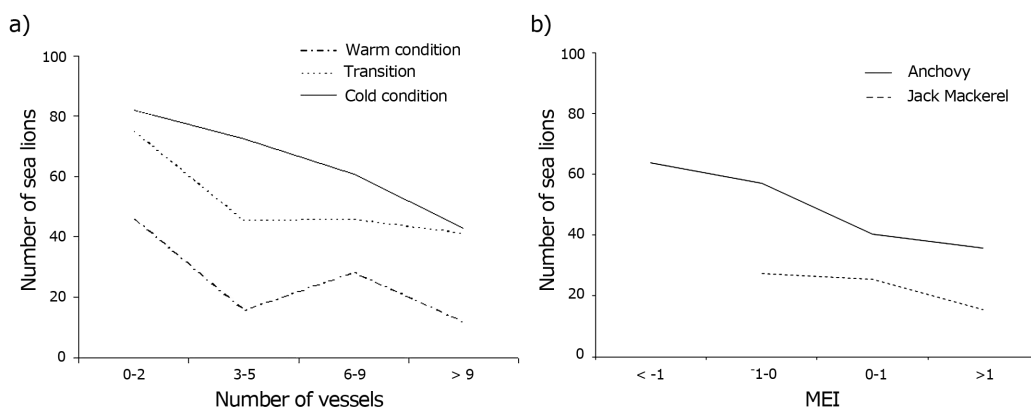 a)
Warm condition
Transition
Cold condition
Number of sea lions
100
80
60
40
20
0
0-2 3-5 6-9 > 9
Number of vessels
b)
Anchovy
Jack Mackerel
Number of sea lions
100
80
60
40
20
0
< -1 -1-0 0-1 >1
MEI